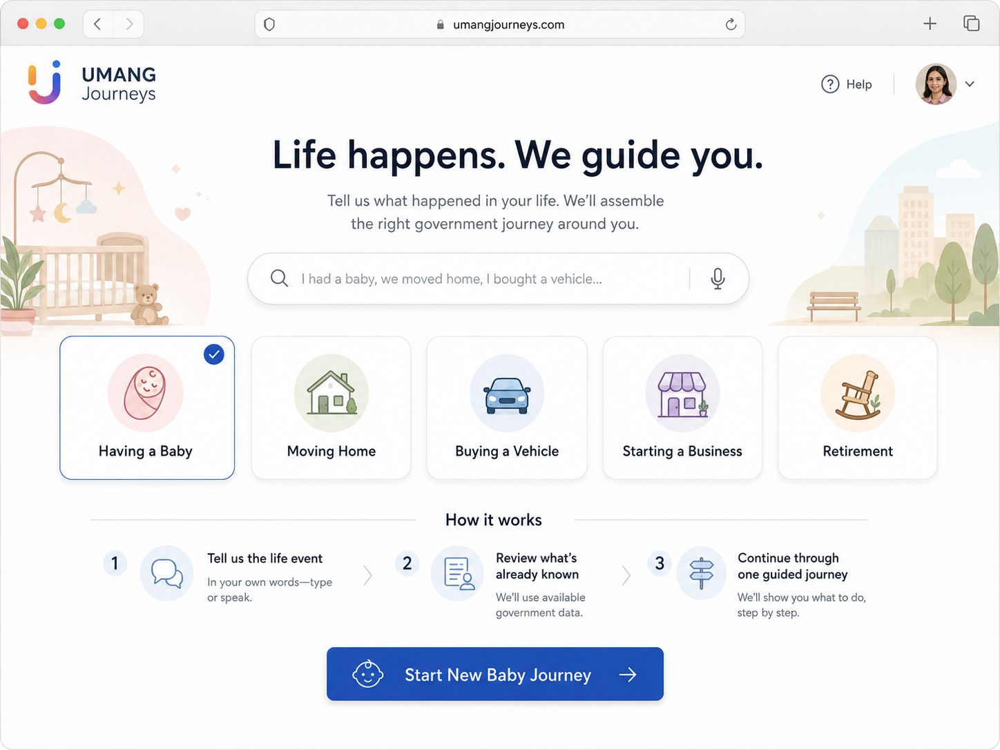 umangjourneys.com
UMANG
Journeys
Help
Life happens. We guide you.
Tell us what happened in your life. We’ll assemble
the right government journey around you.
I had a baby, we moved home, I bought a vehicle...
Having a Baby
Moving Home
Buying a Vehicle
Starting a Business
Retirement
How it works
1
Tell us the life event
In your own words—type
or speak.
2
Review what’s
already known
We’ll use available
government data.
3
Continue through
one guided journey
We’ll show you what to do,
step by step.
Start New Baby Journey